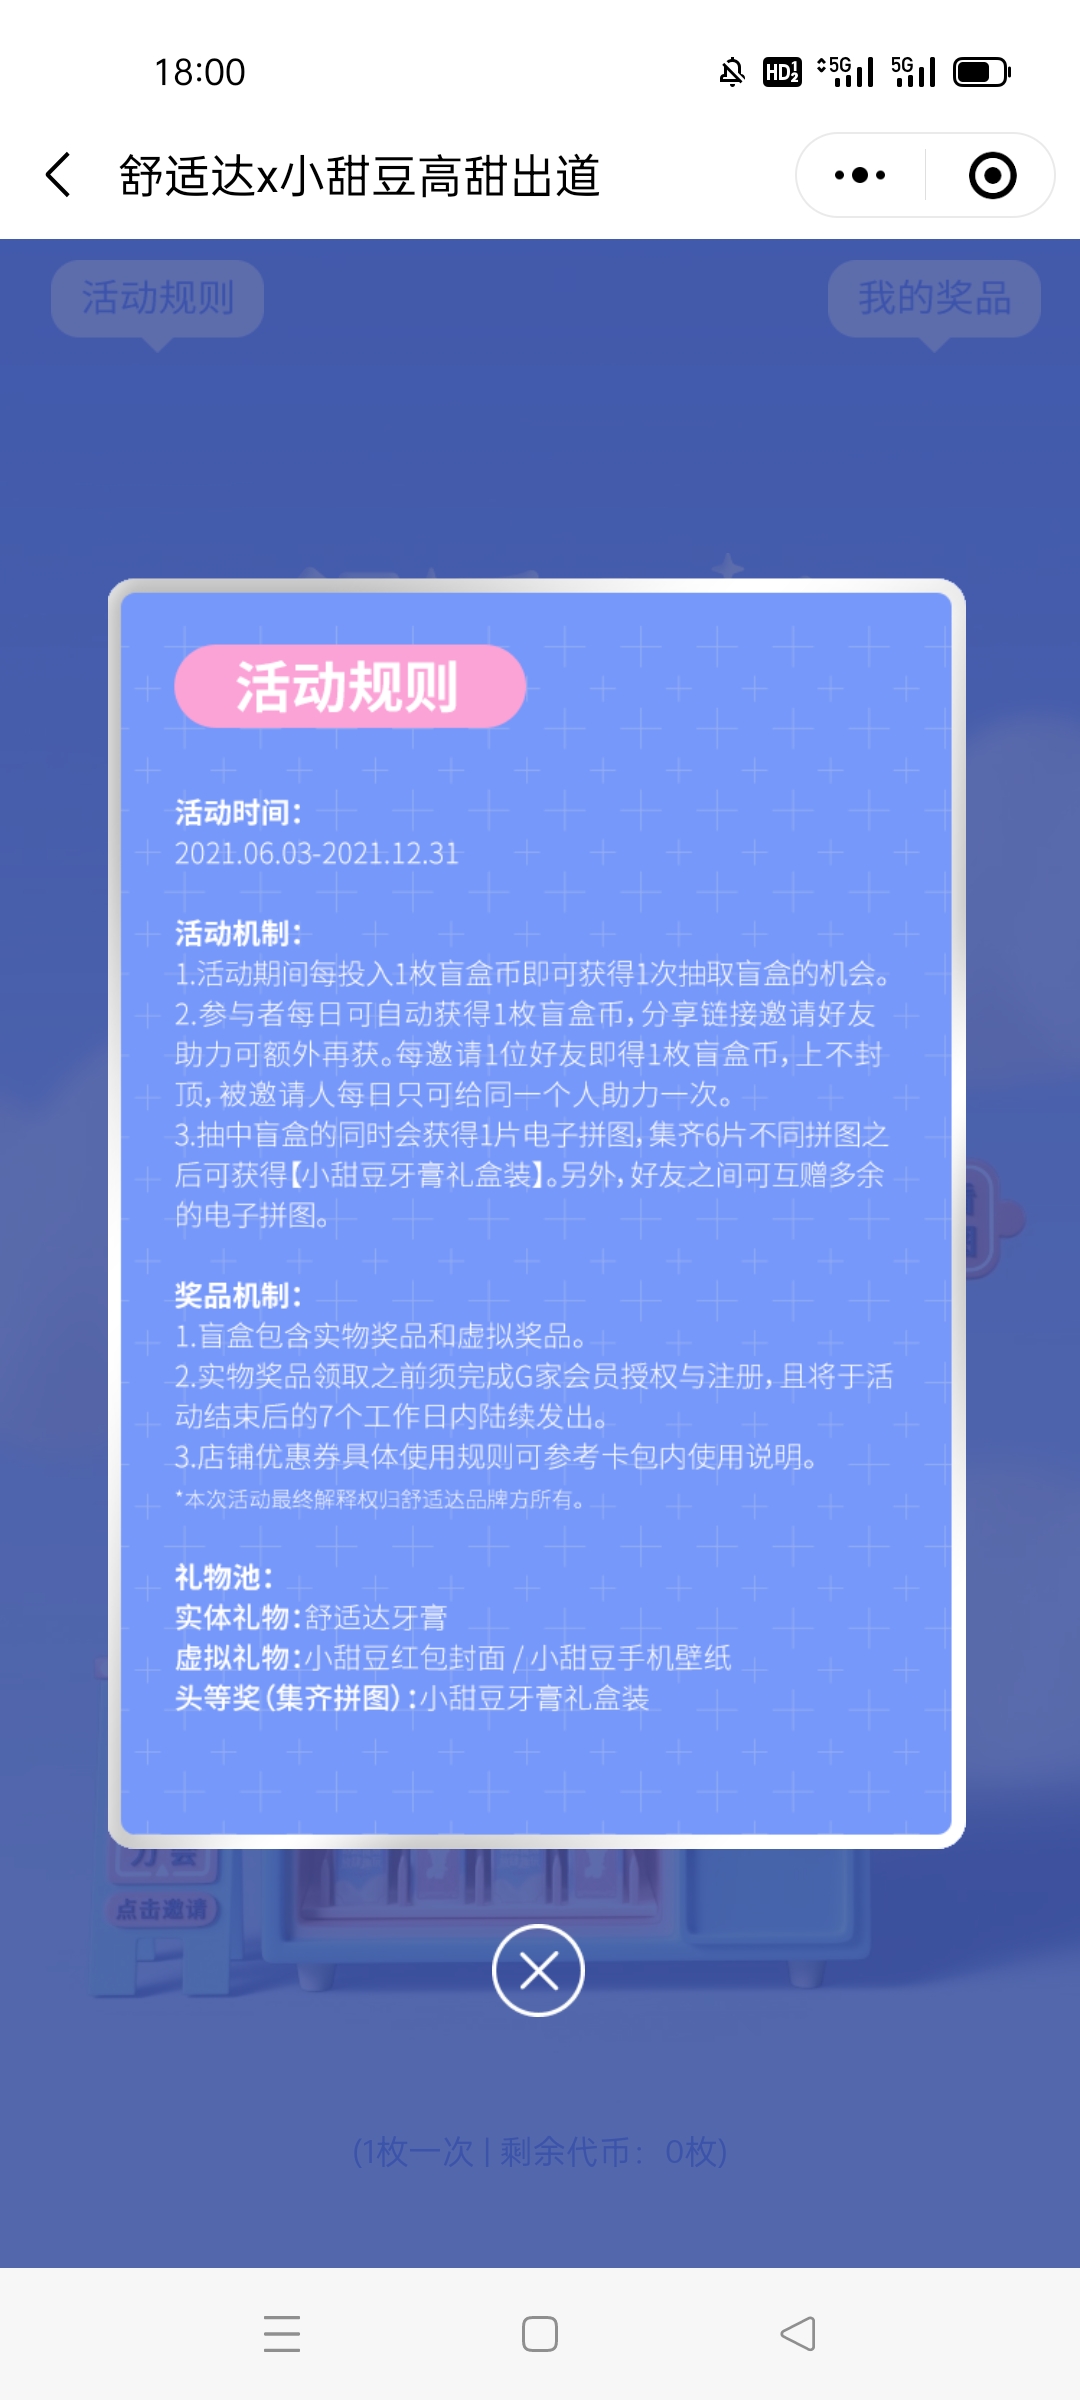 18:00
HD 1 2 5G 5G
舒适达x小甜豆高甜出道
活动规则
我的奖品
活动规则
活动时间：
2021.06.03-2021.12.31
活动机制：
1.活动期间每投入1枚盲盒币即可获得1次抽取盲盒的机会。
2.参与者每日可自动获得1枚盲盒币，分享链接邀请好友
助力可额外再获。每邀请1位好友即得1枚盲盒币，上不封
顶，被邀请人每日只可给同一个人助力一次。
3.抽中盲盒的同时会获得1片电子拼图，集齐6片不同拼图之
后可获得【小甜豆牙膏礼盒装】。另外，好友之间可互赠多余
的电子拼图。
奖品机制：
1.盲盒包含实物奖品和虚拟奖品。
2.实物奖品领取之前须完成G家会员授权与注册，且将于活
动结束后的7个工作日内陆续发出。
3.店铺优惠券具体使用规则可参考卡包内使用说明。
*本次活动最终解释权归舒适达品牌方所有。
礼物池：
实体礼物：舒适达牙膏
虚拟礼物：小甜豆红包封面 / 小甜豆手机壁纸
头等奖（集齐拼图）：小甜豆牙膏礼盒装
点击邀请
(1枚一次 | 剩余代币：0枚)